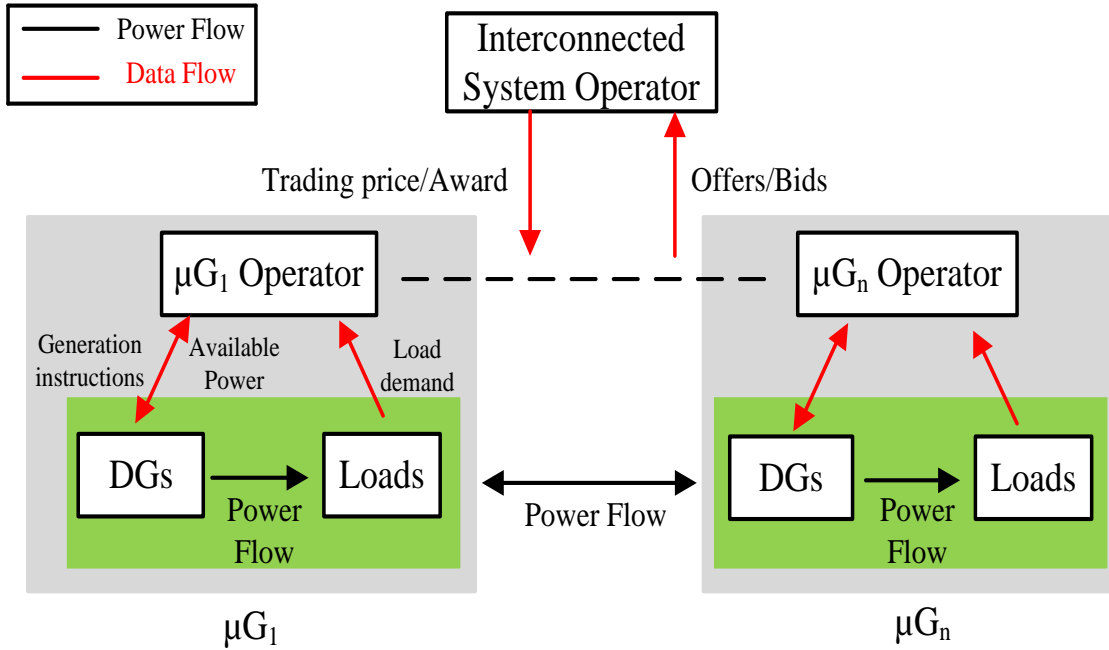 Power Flow
Data Flow
Interconnected
System Operator
Trading price/Award
Offers/Bids
μG1 Operator
μGn Operator
Generation
instructions
Available
Power
Load
demand
DGs
Loads
Power
Flow
Power Flow
DGs
Loads
Power
Flow
μG1
μGn